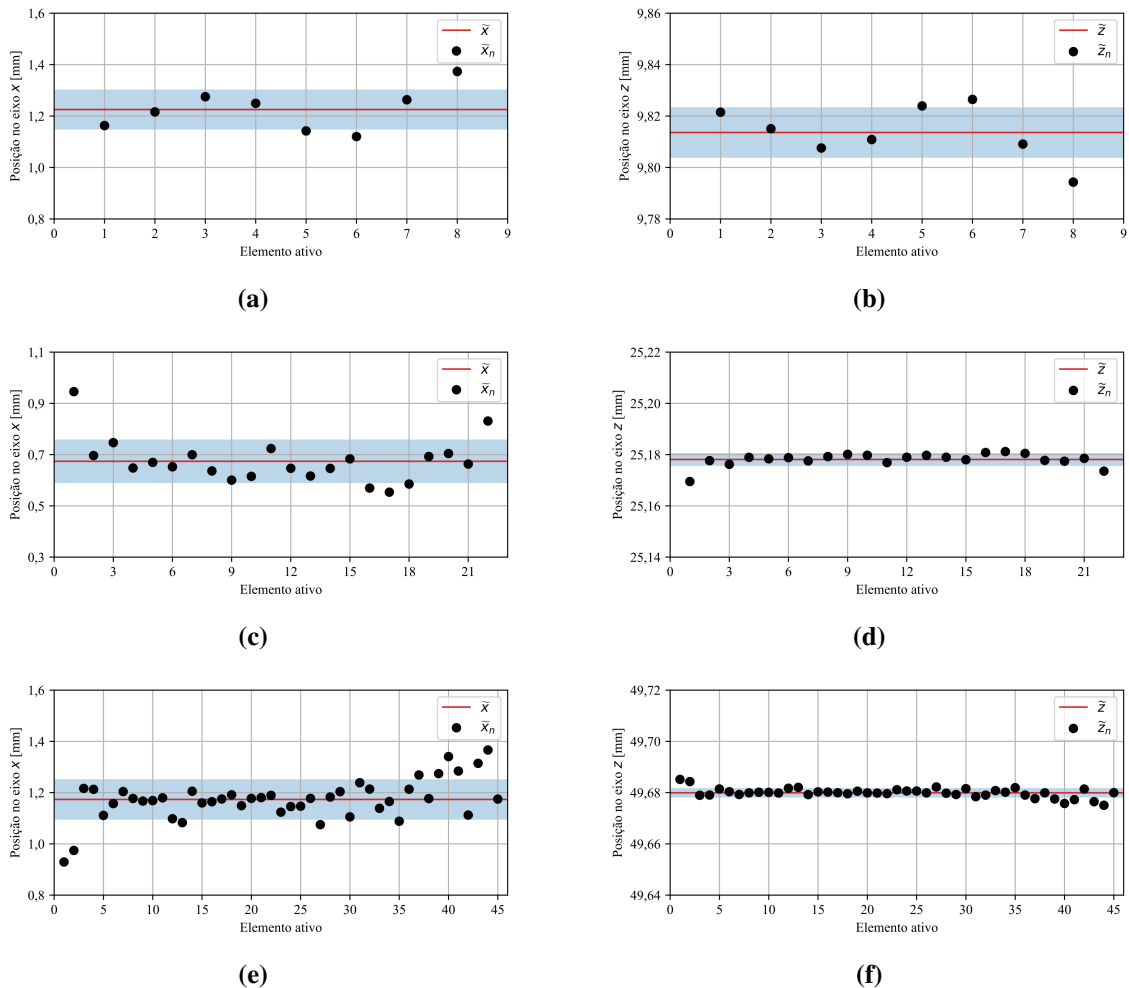 1,6
1,4
1,2
1,0
0,8
Posição no eixo x [mm]
x̃
x̃ₙ
0 1 2 3 4 5 6 7 8 9
Elemento ativo
(a)
9,86
9,84
9,82
9,80
9,78
Posição no eixo z [mm]
z̃
z̃ₙ
0 1 2 3 4 5 6 7 8 9
Elemento ativo
(b)
1,1
0,9
0,7
0,5
0,3
Posição no eixo x [mm]
x̃
x̃ₙ
0 3 6 9 12 15 18 21
Elemento ativo
(c)
25,22
25,20
25,18
25,16
25,14
Posição no eixo z [mm]
z̃
z̃ₙ
0 3 6 9 12 15 18 21
Elemento ativo
(d)
1,6
1,4
1,2
1,0
0,8
Posição no eixo x [mm]
x̃
x̃ₙ
0 5 10 15 20 25 30 35 40 45
Elemento ativo
(e)
49,72
49,70
49,68
49,66
49,64
Posição no eixo z [mm]
z̃
z̃ₙ
0 5 10 15 20 25 30 35 40 45
Elemento ativo
(f)